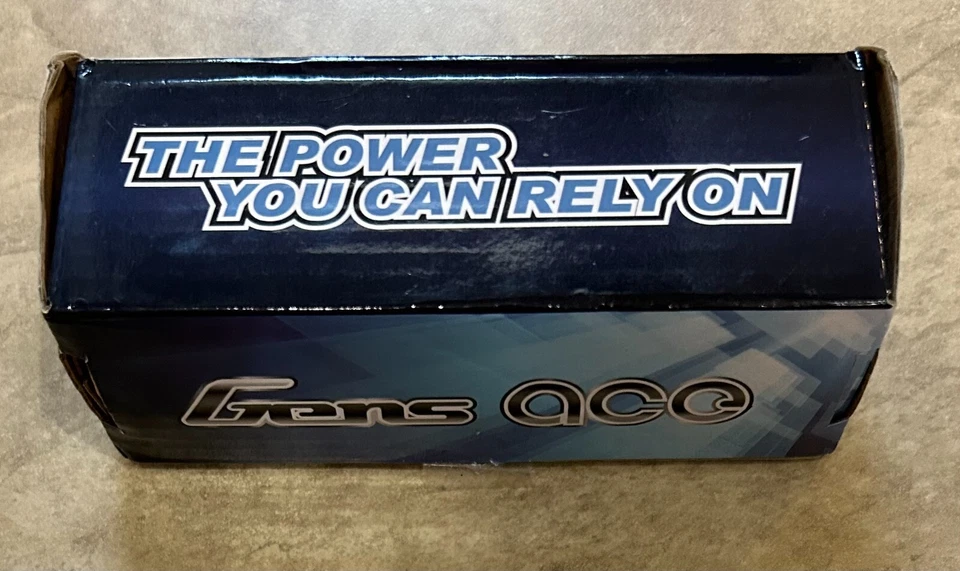 THE POWER
YOU CAN RELY ON
Gens ace